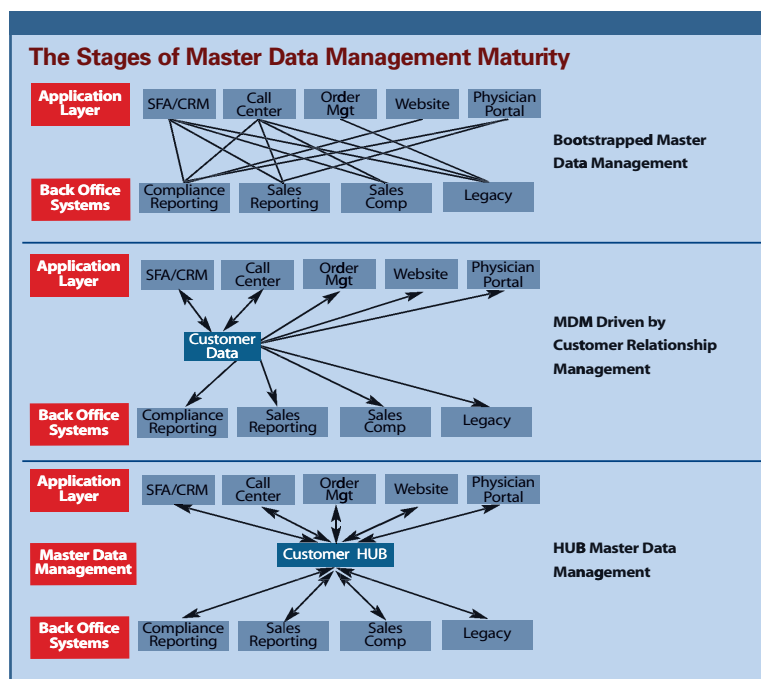 The Stages of Master Data Management Maturity
Application
Layer
SFA/CRM
Call
Center
Order
Mgt
Website
Physician
Portal
Bootstrapped Master
Data Management
Back Office
Systems
Compliance
Reporting
Sales
Reporting
Sales
Comp
Legacy
Application
Layer
SFA/CRM
Call
Center
Order
Mgt
Website
Physician
Portal
Customer
Data
MDM Driven by
Customer Relationship
Management
Back Office
Systems
Compliance
Reporting
Sales
Reporting
Sales
Comp
Legacy
Application
Layer
SFA/CRM
Call
Center
Order
Mgt
Website
Physician
Portal
Master Data
Management
Customer HUB
HUB Master Data
Management
Back Office
Systems
Compliance
Reporting
Sales
Reporting
Sales
Comp
Legacy